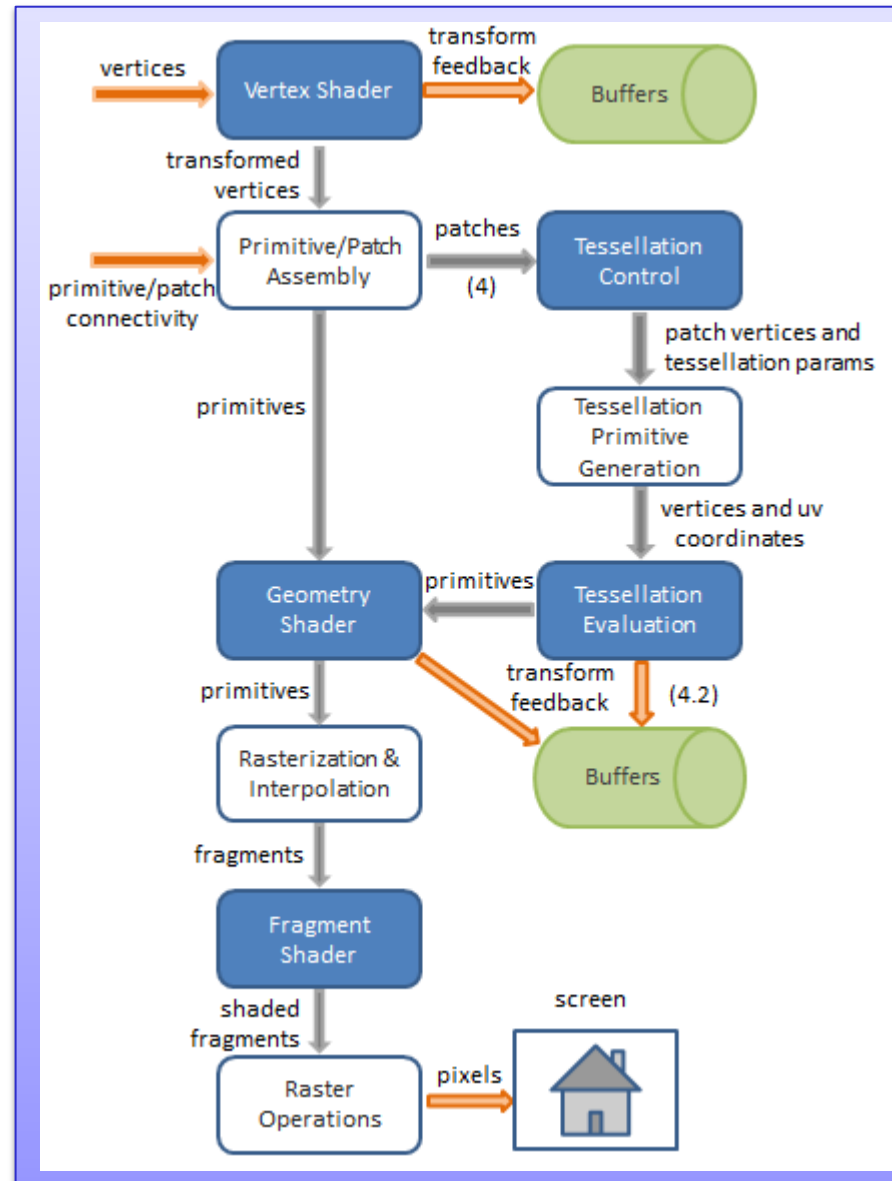 transform
feedback
vertices
Vertex Shader
Buffers
transformed
vertices
Primitive/Patch
Assembly
patches
(4)
Tessellation
Control
primitive/patch
connectivity
patch vertices and
tessellation params
primitives
Tessellation
Primitive
Generation
vertices and uv
coordinates
Geometry
Shader
primitives
Tessellation
Evaluation
primitives
transform
feedback
(4.2)
Rasterization &
Interpolation
Buffers
fragments
Fragment
Shader
shaded
fragments
screen
Raster
Operations
pixels